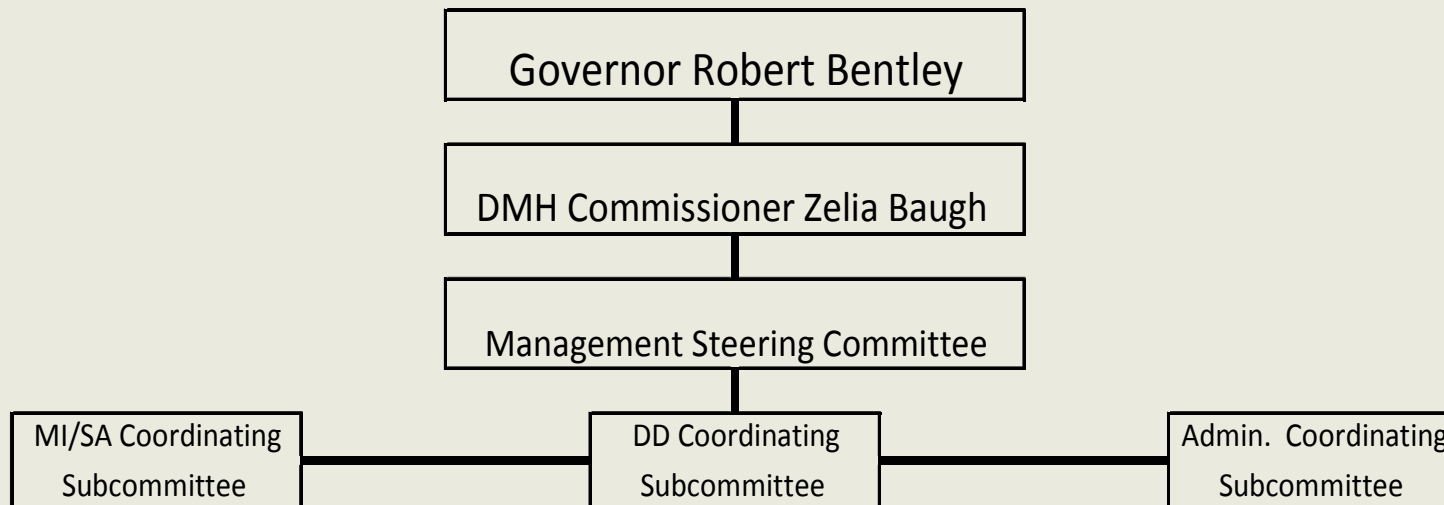 Governor Robert Bentley
DMH Commissioner Zelia Baugh
Management Steering Committee
MI/SA Coordinating
Subcommittee
DD Coordinating
Subcommittee
Admin. Coordinating
Subcommittee